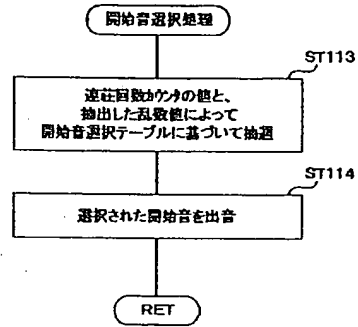 開始音選択処理
ST113
連荘回数カウンタの値と、
抽出した乱数値によって
開始音選択テーブルに基づいて抽選
ST114
選択された開始音を出音
RET